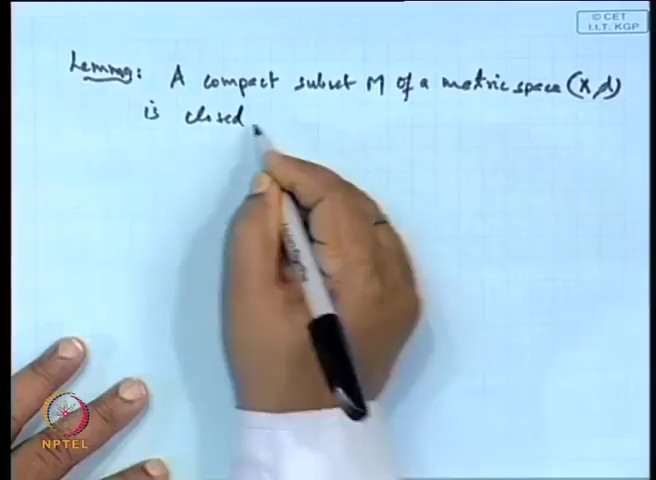 © CET
I.I.T. KGP
Lemma: A compact subset M of a metric space (X, d)
is closed
NPTEL